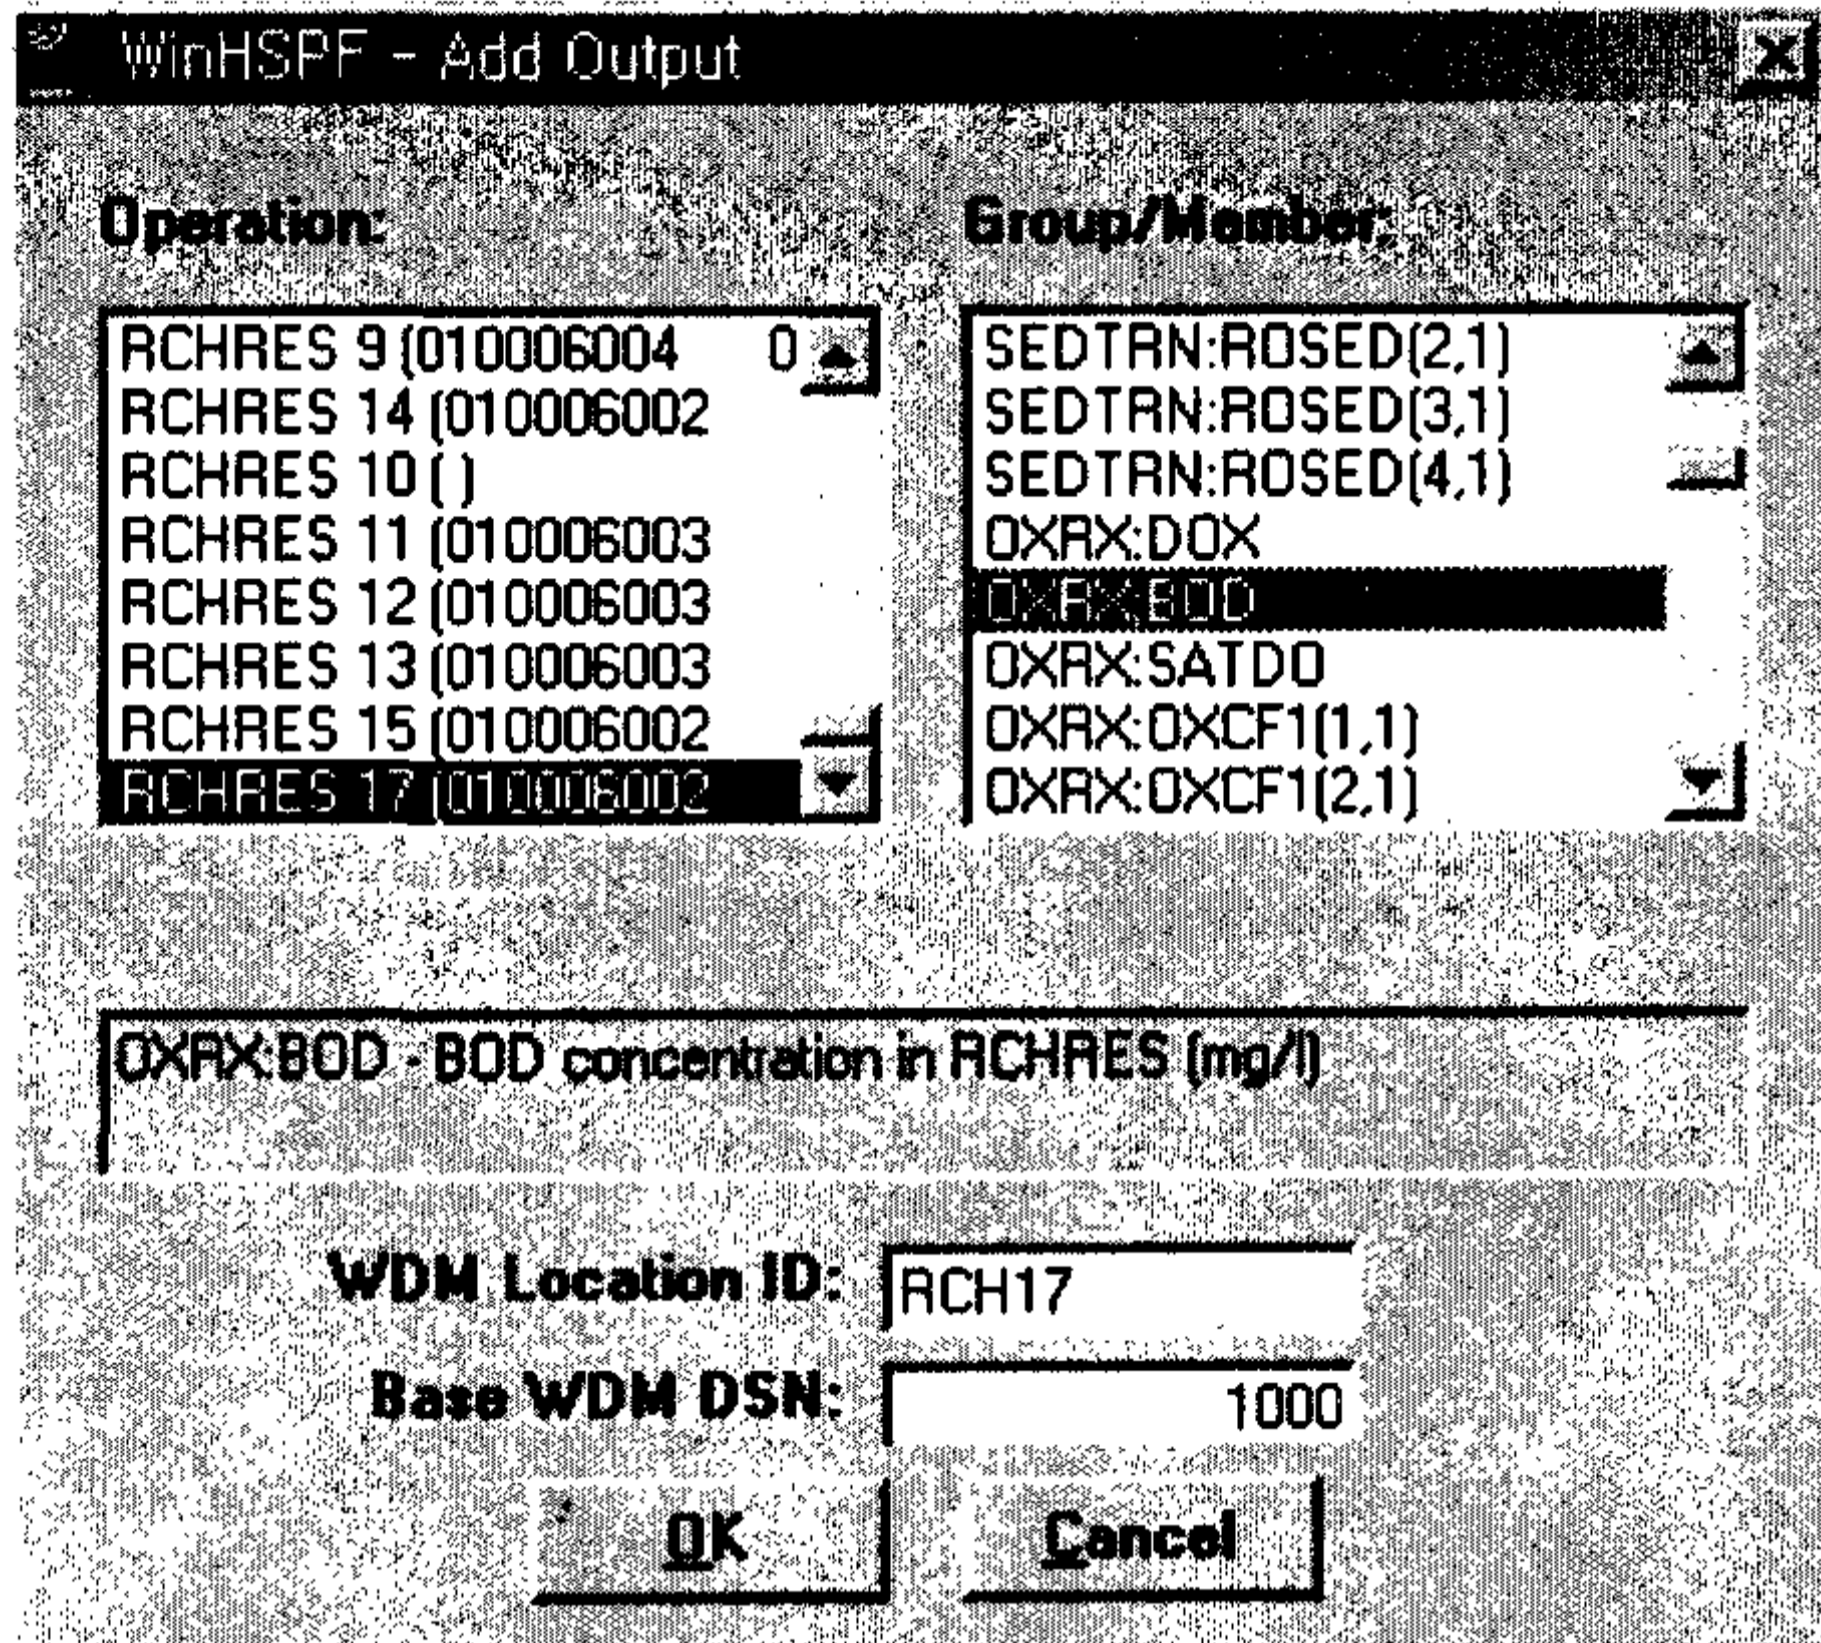 WinHSPF - Add Output
Operation:
RCHRES 9 (010006004 0
RCHRES 14 (010006002
RCHRES 10 ( )
RCHRES 11 (010006003
RCHRES 12 (010006003
RCHRES 13 (010006003
RCHRES 15 (010006002
RCHRES 17 (010006002
Group/Member:
SEDTRN:ROSED(2,1)
SEDTRN:ROSED(3,1)
SEDTRN:ROSED(4,1)
OXRX:DOX
OXRX:BOD
OXRX:SATDO
OXRX:OXCF1(1,1)
OXRX:OXCF1(2,1)
OXRX:BOD - BOD concentration in RCHRES (mg/l)
WDM Location ID: RCH17
Base WDM DSN: 1000
OK
Cancel